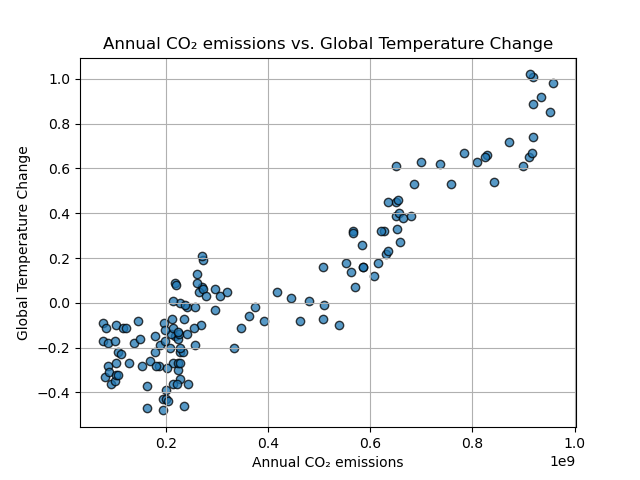 Annual CO₂ emissions vs. Global Temperature Change
1.0
0.8
0.6
0.4
0.2
0.0
−0.2
−0.4
Global Temperature Change
0.2 0.4 0.6 0.8 1.0
1e9
Annual CO₂ emissions